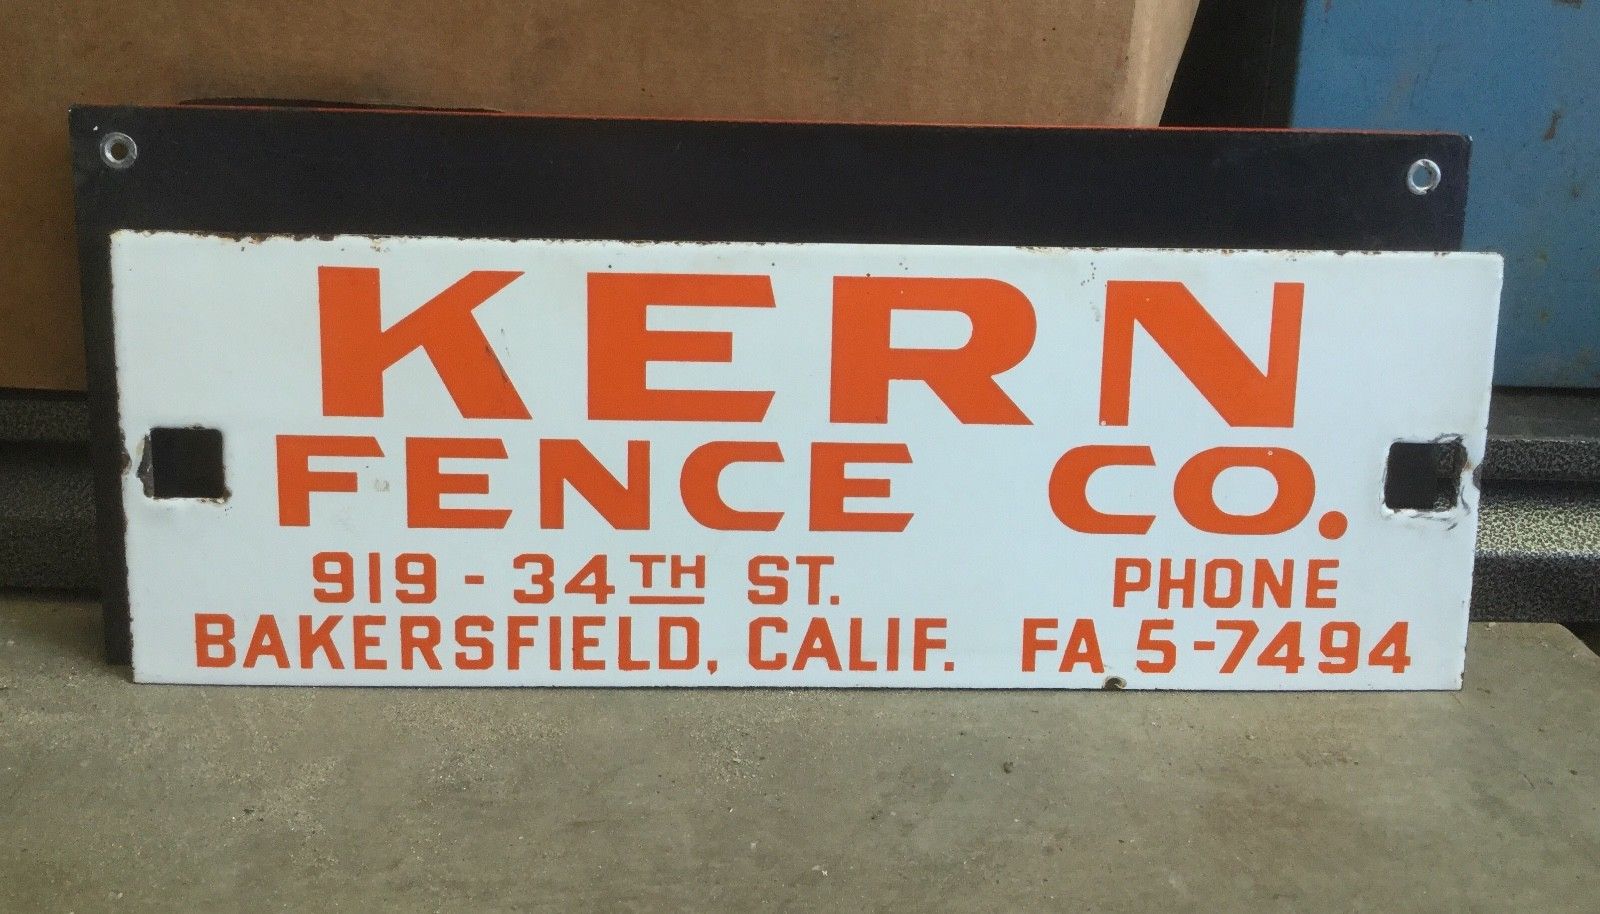 KERN
FENCE CO.
919 - 34TH ST.
BAKERSFIELD, CALIF.
PHONE
FA 5-7494